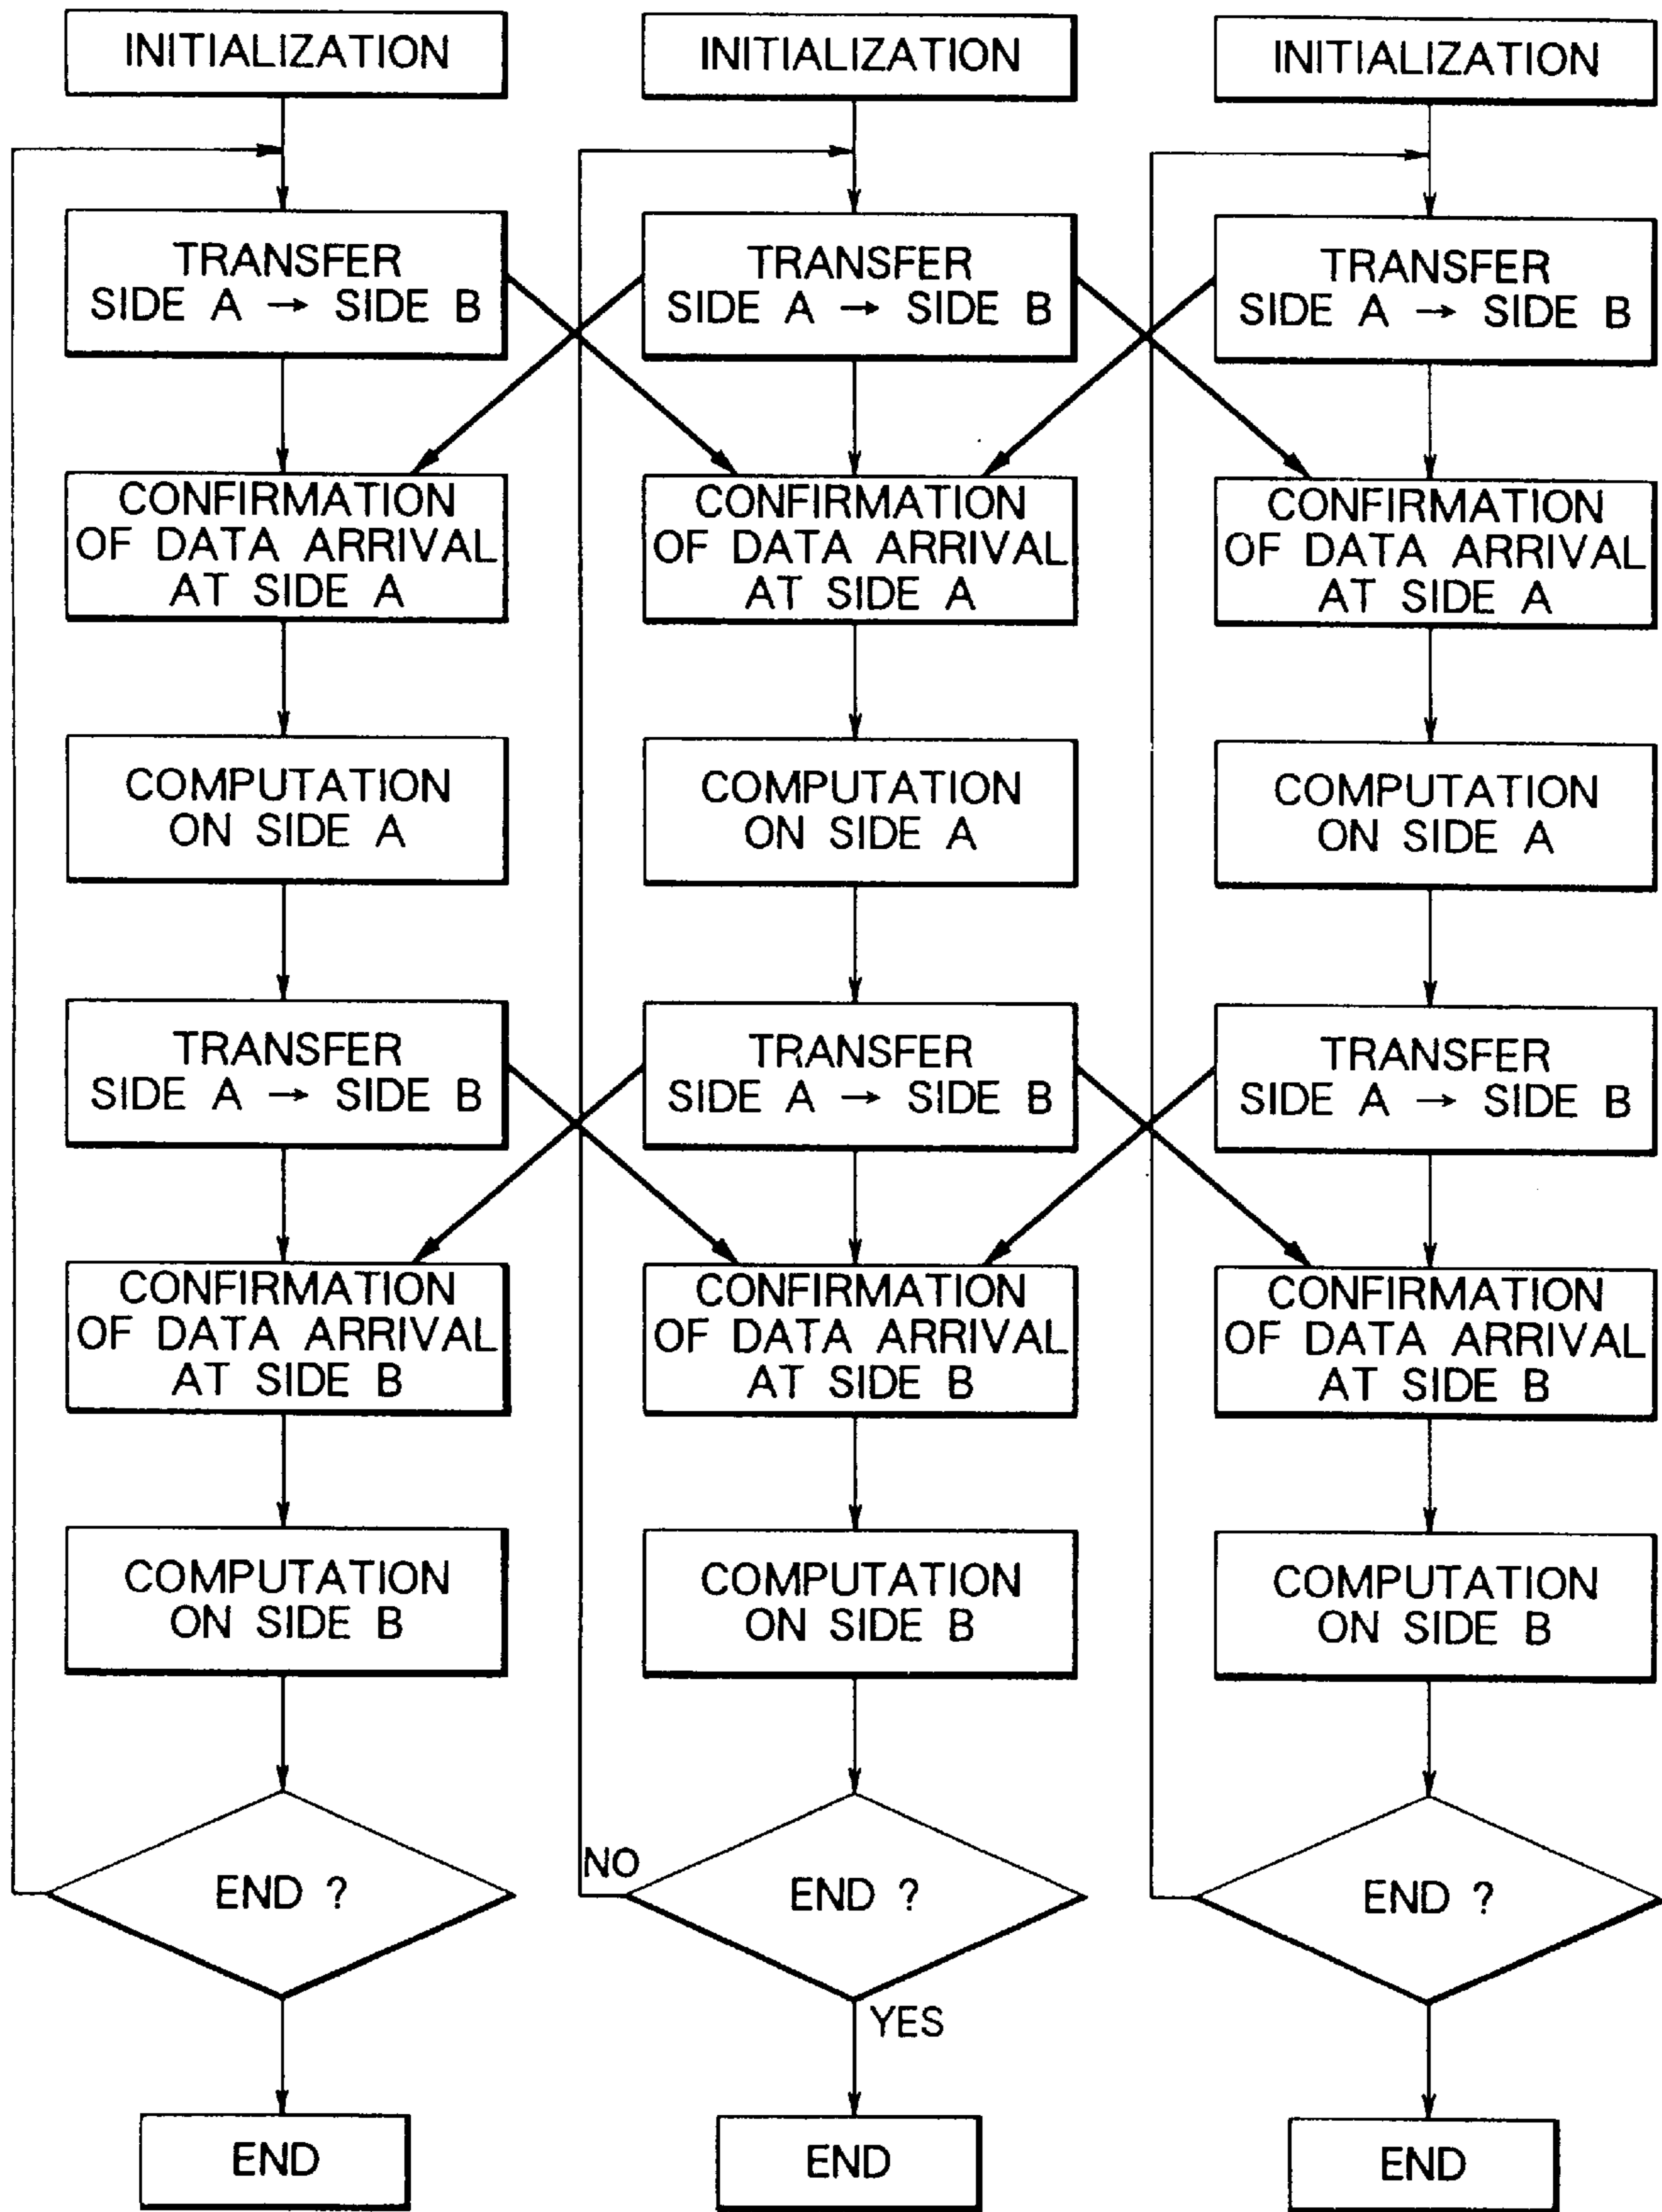 INITIALIZATION
INITIALIZATION
INITIALIZATION
TRANSFER
SIDE A → SIDE B
TRANSFER
SIDE A → SIDE B
TRANSFER
SIDE A → SIDE B
CONFIRMATION
OF DATA ARRIVAL
AT SIDE A
CONFIRMATION
OF DATA ARRIVAL
AT SIDE A
CONFIRMATION
OF DATA ARRIVAL
AT SIDE A
COMPUTATION
ON SIDE A
COMPUTATION
ON SIDE A
COMPUTATION
ON SIDE A
TRANSFER
SIDE A → SIDE B
TRANSFER
SIDE A → SIDE B
TRANSFER
SIDE A → SIDE B
CONFIRMATION
OF DATA ARRIVAL
AT SIDE B
CONFIRMATION
OF DATA ARRIVAL
AT SIDE B
CONFIRMATION
OF DATA ARRIVAL
AT SIDE B
COMPUTATION
ON SIDE B
COMPUTATION
ON SIDE B
COMPUTATION
ON SIDE B
END ?
NO
END ?
END ?
YES
END
END
END